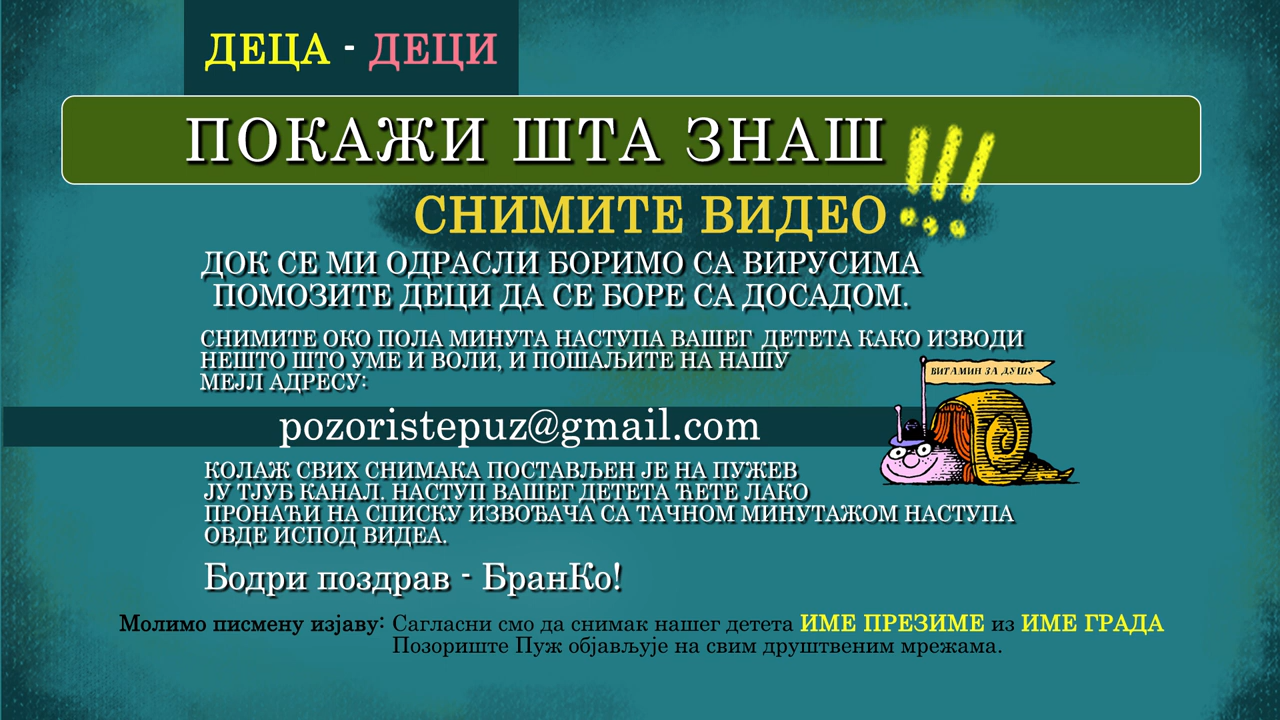 ДЕЦА - ДЕЦИ
ПОКАЖИ ШТА ЗНАШ !!!
СНИМИТЕ ВИДЕО
ДОК СЕ МИ ОДРАСЛИ БОРИМО СА ВИРУСИМА
ПОМОЗИТЕ ДЕЦИ ДА СЕ БОРЕ СА ДОСАДОМ.
СНИМИТЕ ОКО ПОЛА МИНУТА НАСТУПА ВАШЕГ ДЕТЕТА КАКО ИЗВОДИ
НЕШТО ШТО УМЕ И ВОЛИ, И ПОШАЉИТЕ НА НАШУ
МЕЈЛ АДРЕСУ:
ВИТАМИН ЗА ДУШУ
pozoristepuz@gmail.com
КОЛАЖ СВИХ СНИМАКА ПОСТАВЉЕН ЈЕ НА ПУЖЕВ
ЈУ ТЈУБ КАНАЛ. НАСТУП ВАШЕГ ДЕТЕТА ЋЕТЕ ЛАКО
ПРОНАЋИ НА СПИСКУ ИЗВОЂАЧА СА ТАЧНОМ МИНУТАЖОМ НАСТУПА
ОВДЕ ИСПОД ВИДЕА.
Бодри поздрав - БранКо!
Молимо писмену изјаву: Сагласни смо да снимак нашег детета ИМЕ ПРЕЗИМЕ из ИМЕ ГРАДА
Позориште Пуж објављује на свим друштвеним мрежама.